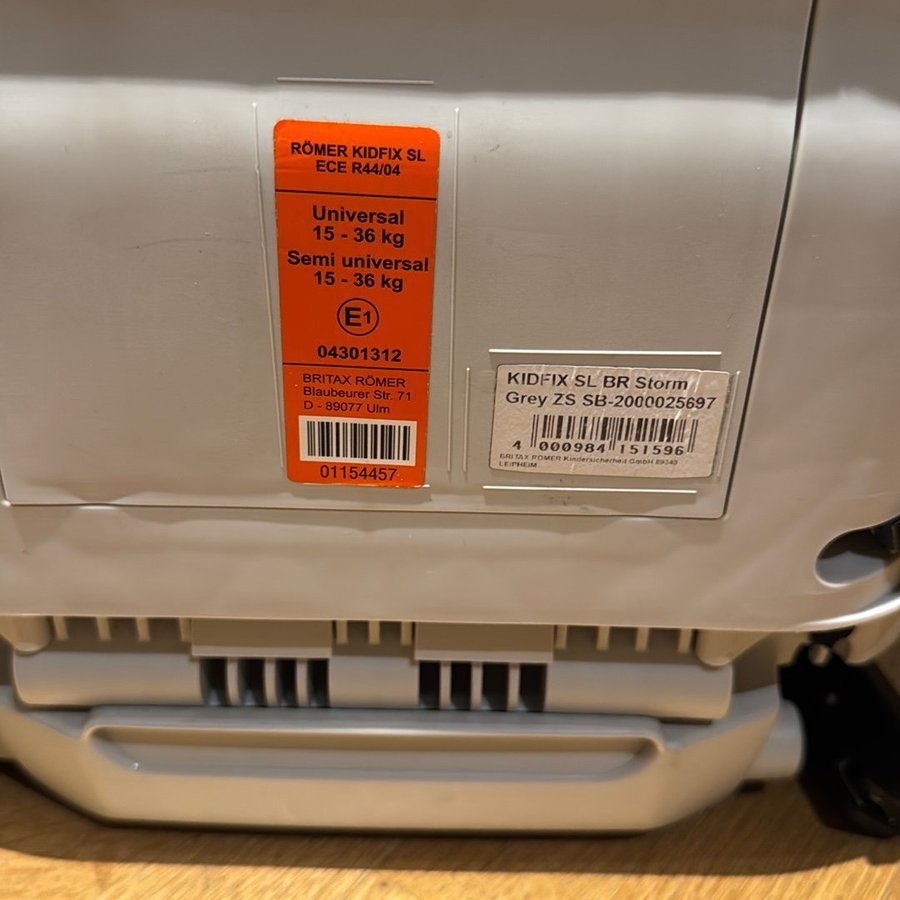 RÖMER KIDFIX SL
ECE R44/04
Universal
15 - 36 kg
Semi universal
15 - 36 kg
E1
04301312
BRITAX RÖMER
Blaubeurer Str. 71
D - 89077 Ulm
01154457
KIDFIX SL BR Storm
Grey ZS SB-2000025697
4 000984 151596
BRITAX RÖMER Kindersicherheit GmbH 89340
LEIPHEIM